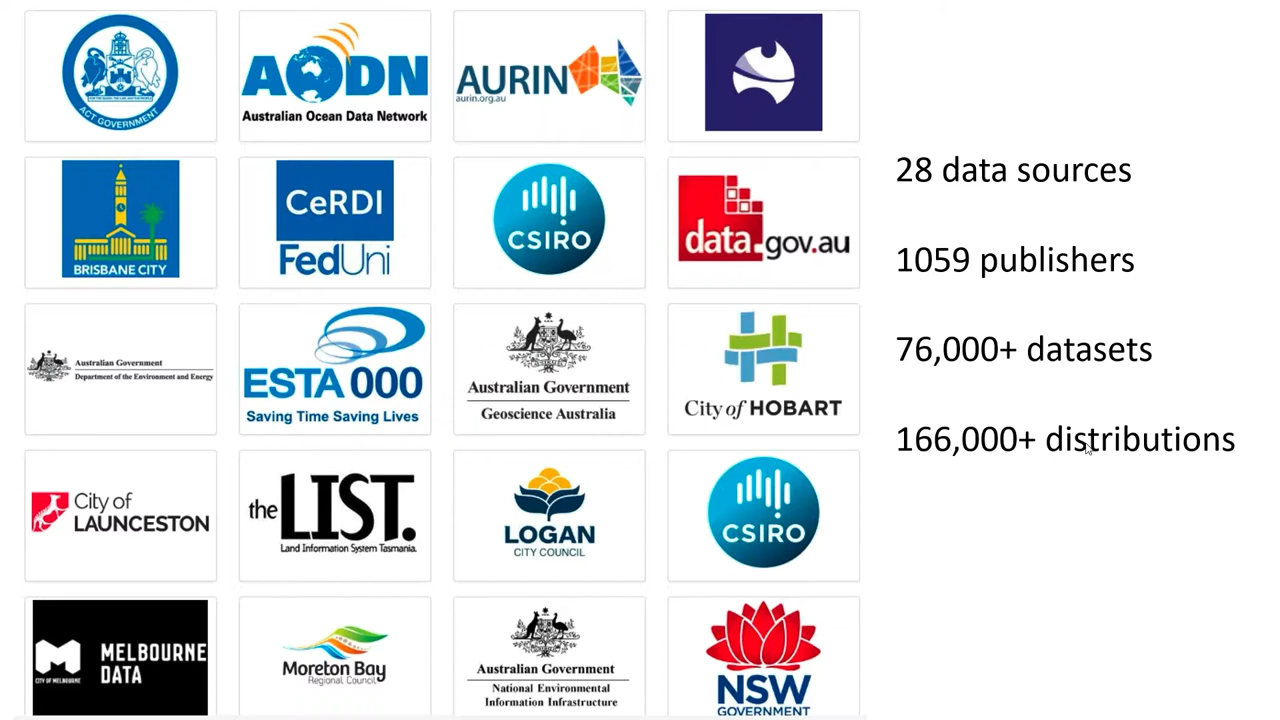 ACT GOVERNMENT
AODN
Australian Ocean Data Network
AURIN
aurin.org.au
BRISBANE CITY
CeRDI
FedUni
CSIRO
data.gov.au
Australian Government
Department of the Environment and Energy
ESTA 000
Saving Time Saving Lives
Australian Government
Geoscience Australia
City of HOBART
City of
LAUNCESTON
the LIST.
Land Information System Tasmania.
LOGAN
CITY COUNCIL
CSIRO
CITY OF MELBOURNE
MELBOURNE
DATA
Moreton Bay
Regional Council
Australian Government
National Environmental
Information Infrastructure
NSW
GOVERNMENT
28 data sources
1059 publishers
76,000+ datasets
166,000+ distributions